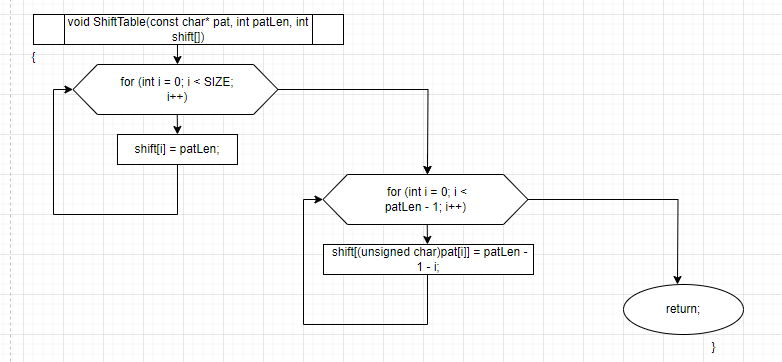 void ShiftTable(const char* pat, int patLen, int
shift[])
{
for (int i = 0; i < SIZE;
i++)
shift[i] = patLen;
for (int i = 0; i <
patLen - 1; i++)
shift[(unsigned char)pat[i]] = patLen -
1 - i;
return;
}